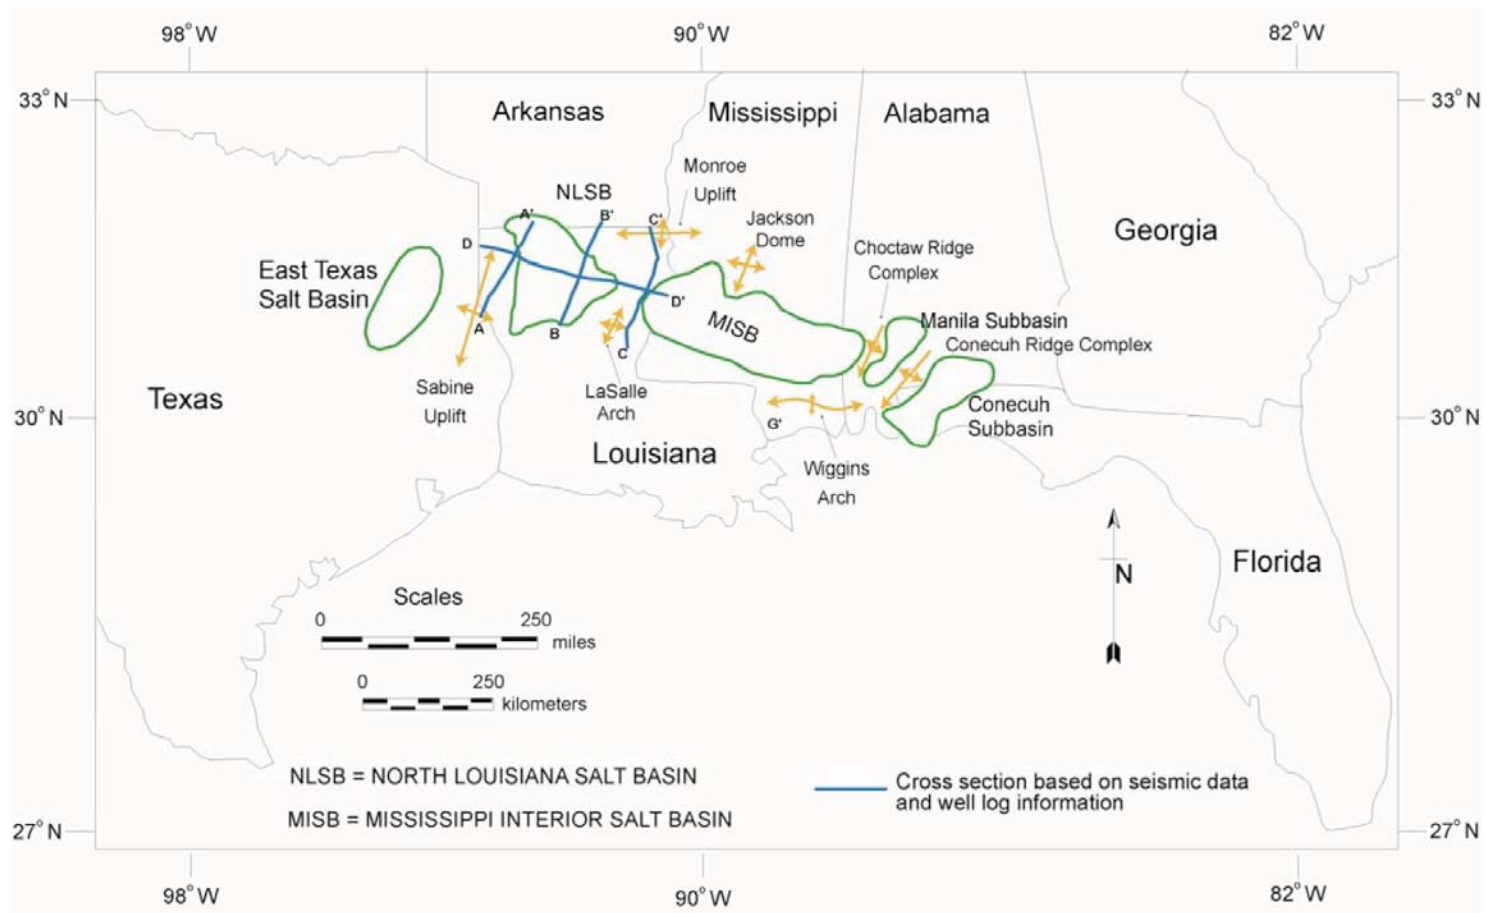 98°W 90°W 82°W
33°N 33°N
Arkansas Mississippi Alabama
Monroe
Uplift
NLSB
A' B' C'
Jackson
Dome
Georgia
D
Choctaw Ridge
Complex
East Texas
Salt Basin
D'
MISB
A B C
Manila Subbasin
Conecuh Ridge Complex
Sabine
Uplift
LaSalle
Arch
Texas
Conecuh
Subbasin
30°N 30°N
G'
Louisiana
Wiggins
Arch
N
Florida
Scales
0 250
miles
0 250
kilometers
NLSB = NORTH LOUISIANA SALT BASIN
MISB = MISSISSIPPI INTERIOR SALT BASIN
Cross section based on seismic data
and well log information
27°N 27°N
98°W 90°W 82°W